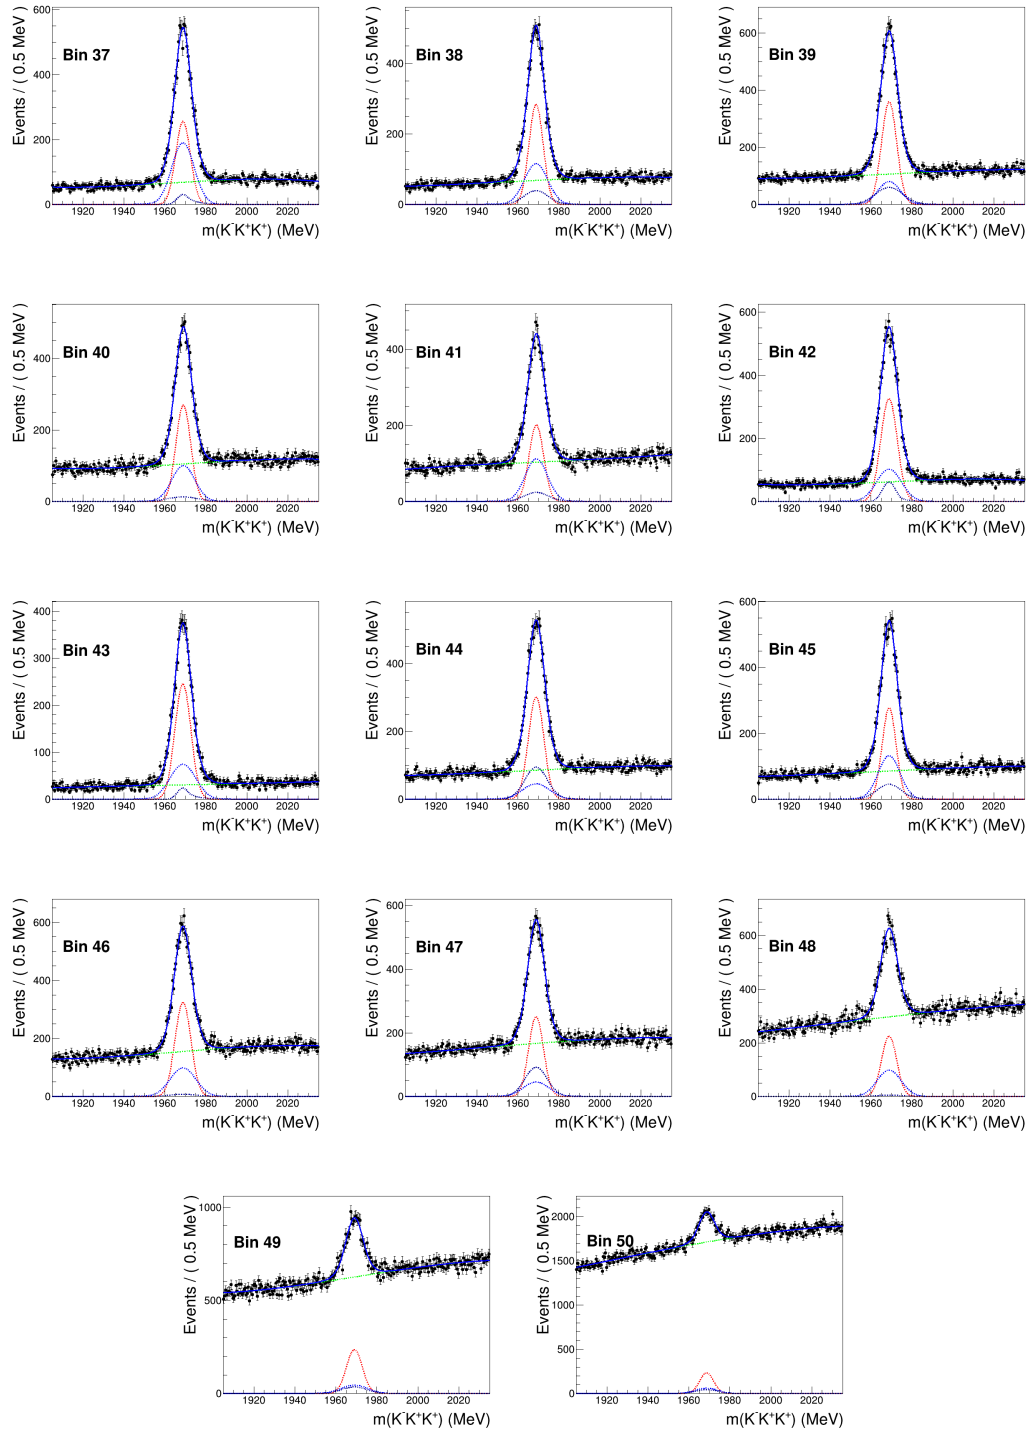 Events / ( 0.5 MeV )
600
400
200
0
Bin 37
1920 1940 1960 1980 2000 2020
m(K⁻K⁺K⁺) (MeV)
Events / ( 0.5 MeV )
400
200
0
Bin 38
1920 1940 1960 1980 2000 2020
m(K⁻K⁺K⁺) (MeV)
Events / ( 0.5 MeV )
600
400
200
0
Bin 39
1920 1940 1960 1980 2000 2020
m(K⁻K⁺K⁺) (MeV)
Events / ( 0.5 MeV )
400
200
0
Bin 40
1920 1940 1960 1980 2000 2020
m(K⁻K⁺K⁺) (MeV)
Events / ( 0.5 MeV )
400
200
0
Bin 41
1920 1940 1960 1980 2000 2020
m(K⁻K⁺K⁺) (MeV)
Events / ( 0.5 MeV )
600
400
200
0
Bin 42
1920 1940 1960 1980 2000 2020
m(K⁻K⁺K⁺) (MeV)
Events / ( 0.5 MeV )
400
300
200
100
0
Bin 43
1920 1940 1960 1980 2000 2020
m(K⁻K⁺K⁺) (MeV)
Events / ( 0.5 MeV )
400
200
0
Bin 44
1920 1940 1960 1980 2000 2020
m(K⁻K⁺K⁺) (MeV)
Events / ( 0.5 MeV )
600
400
200
0
Bin 45
1920 1940 1960 1980 2000 2020
m(K⁻K⁺K⁺) (MeV)
Events / ( 0.5 MeV )
600
400
200
0
Bin 46
1920 1940 1960 1980 2000 2020
m(K⁻K⁺K⁺) (MeV)
Events / ( 0.5 MeV )
600
400
200
0
Bin 47
1920 1940 1960 1980 2000 2020
m(K⁻K⁺K⁺) (MeV)
Events / ( 0.5 MeV )
600
400
200
0
Bin 48
1920 1940 1960 1980 2000 2020
m(K⁻K⁺K⁺) (MeV)
Events / ( 0.5 MeV )
1000
500
0
Bin 49
1920 1940 1960 1980 2000 2020
m(K⁻K⁺K⁺) (MeV)
Events / ( 0.5 MeV )
2000
1500
1000
500
0
Bin 50
1920 1940 1960 1980 2000 2020
m(K⁻K⁺K⁺) (MeV)